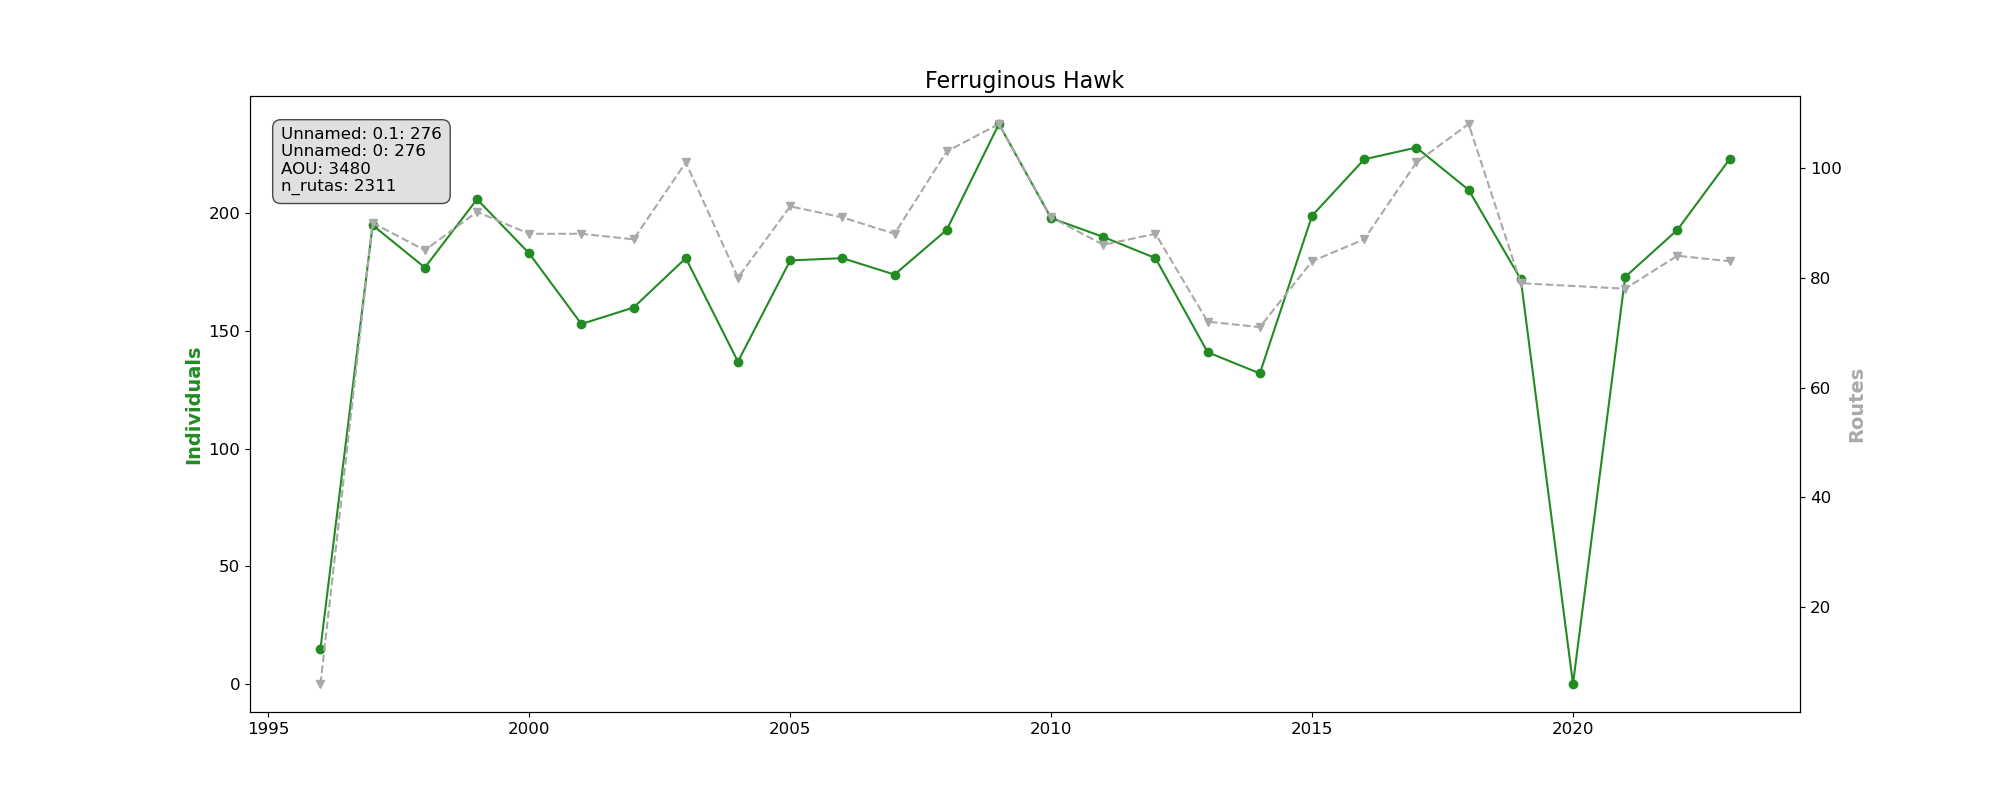 Ferruginous Hawk
Unnamed: 0.1: 276
Unnamed: 0: 276
AOU: 3480
n_rutas: 2311
200
150
100
50
0
Individuals
100
80
60
40
20
Routes
1995
2000
2005
2010
2015
2020